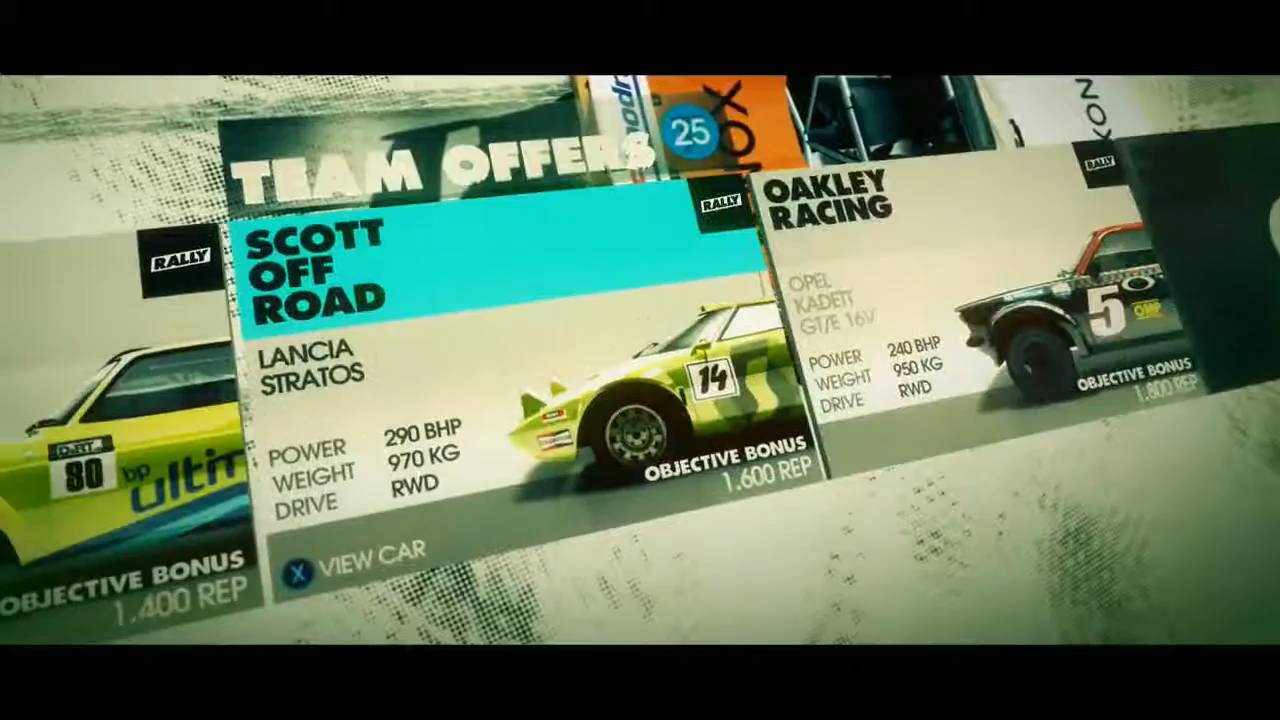 TEAM OFFERS
25
RALLY
80
bp
OBJECTIVE BONUS
1.400 REP
SCOTT
OFF
ROAD
RALLY
LANCIA
STRATOS
POWER 290 BHP
WEIGHT 970 KG
DRIVE RWD
14
OBJECTIVE BONUS
1.600 REP
X VIEW CAR
OAKLEY
RACING
RALLY
OPEL
KADETT
GT/E 16V
POWER 240 BHP
WEIGHT 950 KG
DRIVE RWD
5
OMP
OBJECTIVE BONUS
1.800 REP